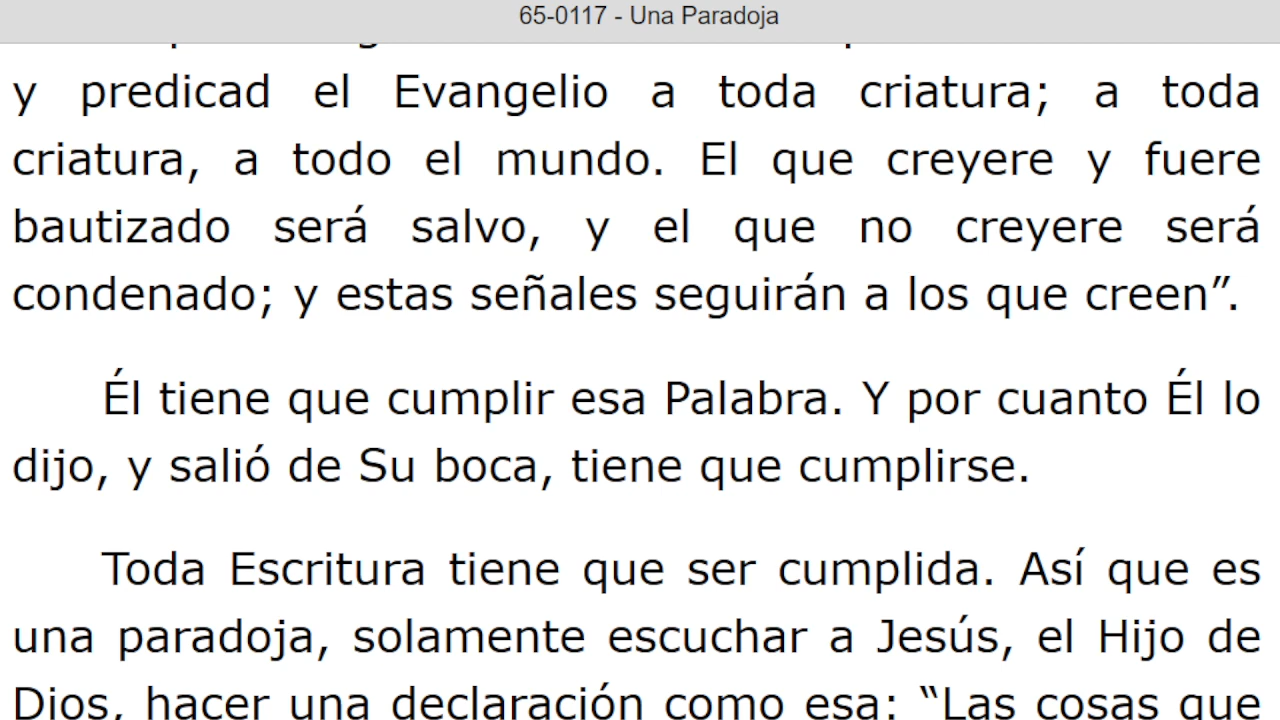 65-0117 - Una Paradoja
y predicad el Evangelio a toda criatura; a toda
criatura, a todo el mundo. El que creyere y fuere
bautizado será salvo, y el que no creyere será
condenado; y estas señales seguirán a los que creen”.
Él tiene que cumplir esa Palabra. Y por cuanto Él lo
dijo, y salió de Su boca, tiene que cumplirse.
Toda Escritura tiene que ser cumplida. Así que es
una paradoja, solamente escuchar a Jesús, el Hijo de
Dios, hacer una declaración como esa: “Las cosas que